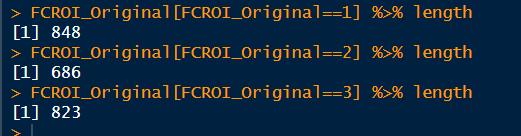 > FCROI_Original[FCROI_Original==1] %>% length
[1] 848
> FCROI_Original[FCROI_Original==2] %>% length
[1] 686
> FCROI_Original[FCROI_Original==3] %>% length
[1] 823
>